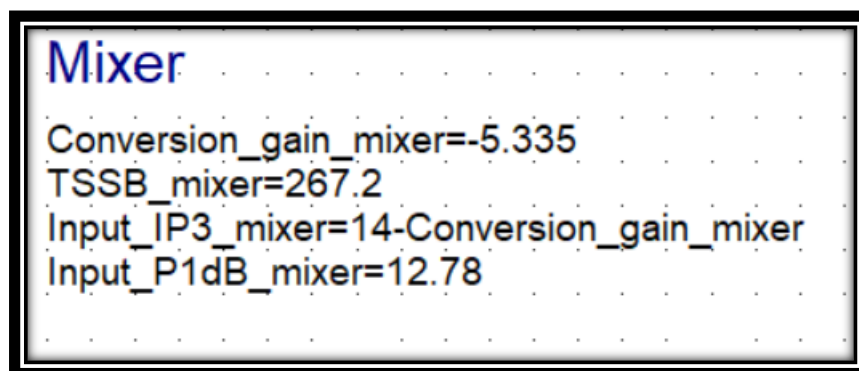 Mixer
Conversion_gain_mixer=-5.335
TSSB_mixer=267.2
Input_IP3_mixer=14-Conversion_gain_mixer
Input_P1dB_mixer=12.78